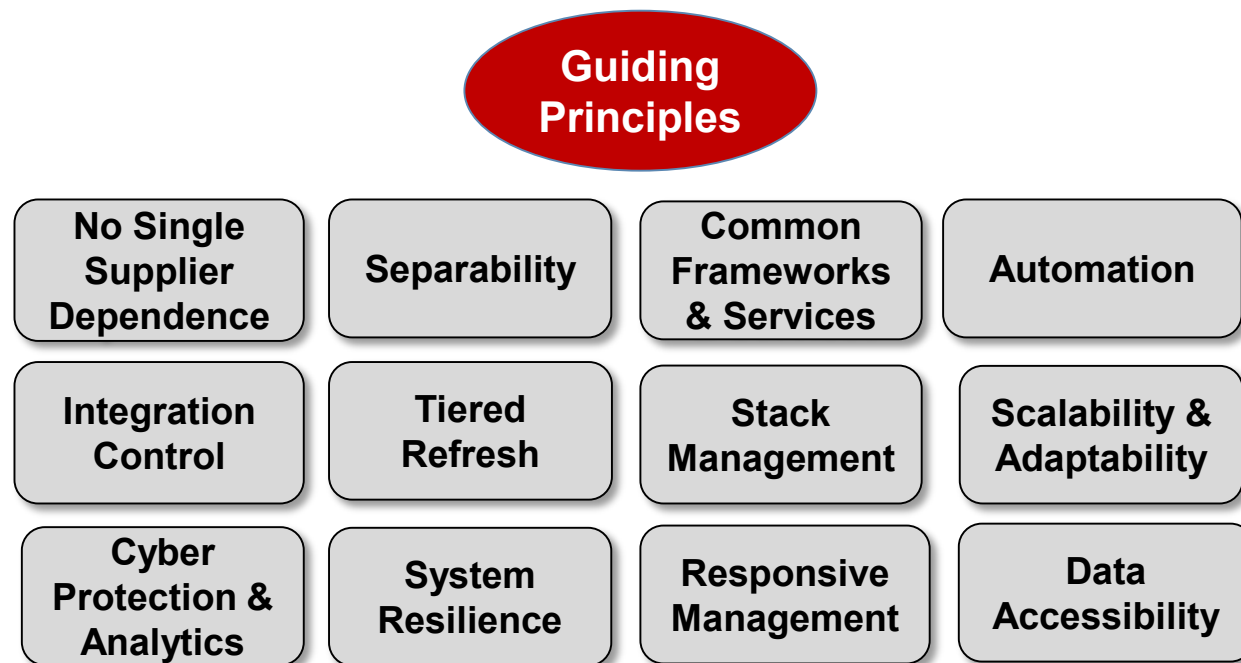 Guiding
Principles
No Single
Supplier
Dependence
Separability
Common
Frameworks
& Services
Automation
Integration
Control
Tiered
Refresh
Stack
Management
Scalability &
Adaptability
Cyber
Protection &
Analytics
System
Resilience
Responsive
Management
Data
Accessibility